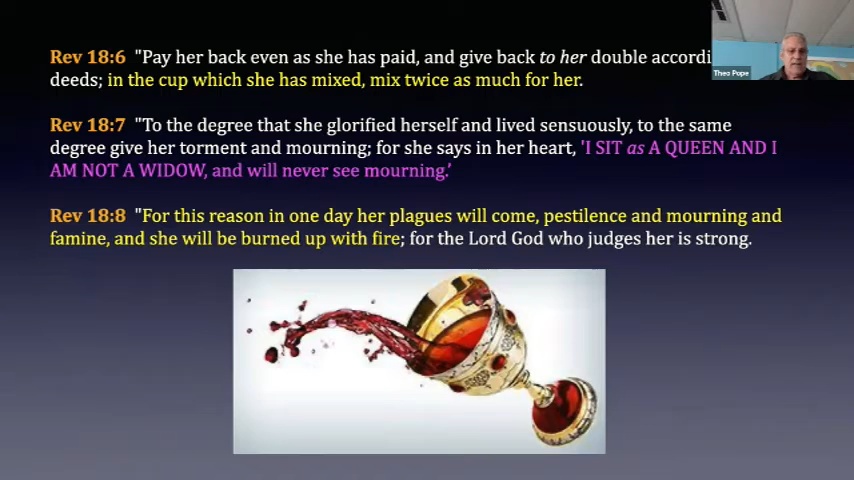 Rev 18:6 "Pay her back even as she has paid, and give back to her double accordi
deeds; in the cup which she has mixed, mix twice as much for her.
Rev 18:7 "To the degree that she glorified herself and lived sensuously, to the same
degree give her torment and mourning; for she says in her heart, 'I SIT as A QUEEN AND I
AM NOT A WIDOW, and will never see mourning.'
Rev 18:8 "For this reason in one day her plagues will come, pestilence and mourning and
famine, and she will be burned up with fire; for the Lord God who judges her is strong.
Theo Pope